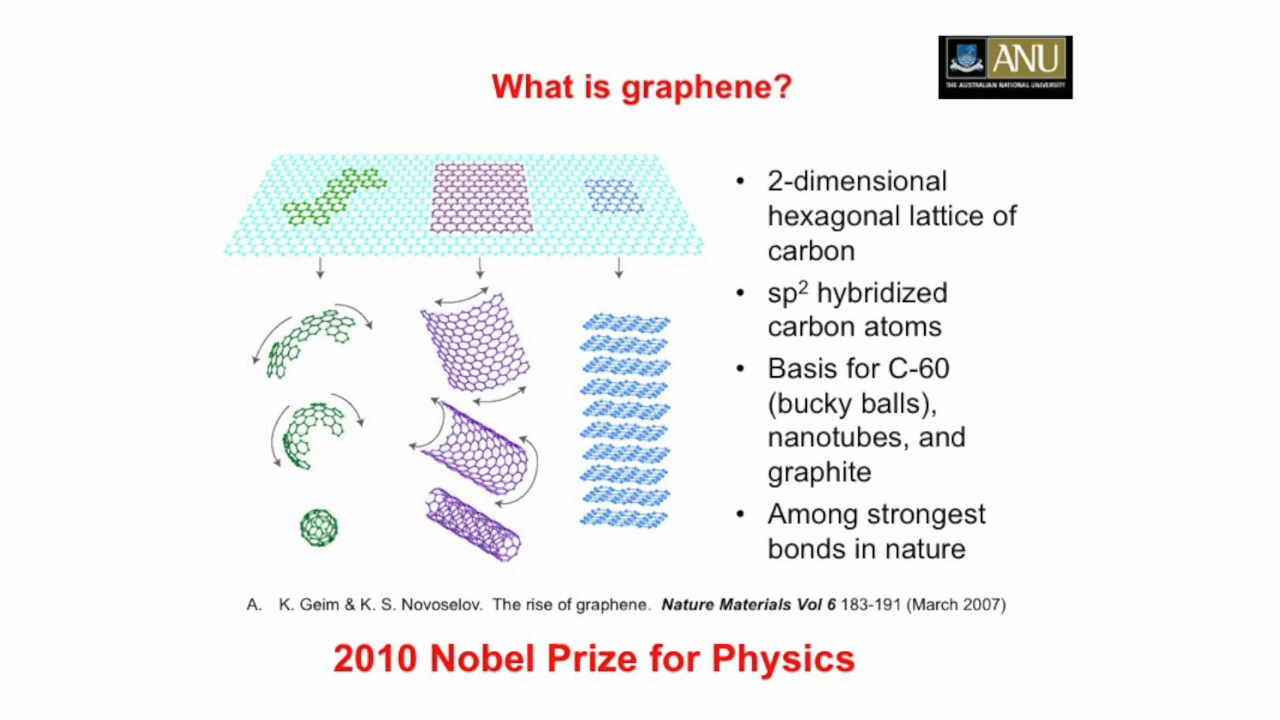 ANU
THE AUSTRALIAN NATIONAL UNIVERSITY
What is graphene?
• 2-dimensional
hexagonal lattice of
carbon
• sp² hybridized
carbon atoms
• Basis for C-60
(bucky balls),
nanotubes, and
graphite
• Among strongest
bonds in nature
A. K. Geim & K. S. Novoselov. The rise of graphene. Nature Materials Vol 6 183-191 (March 2007)
2010 Nobel Prize for Physics